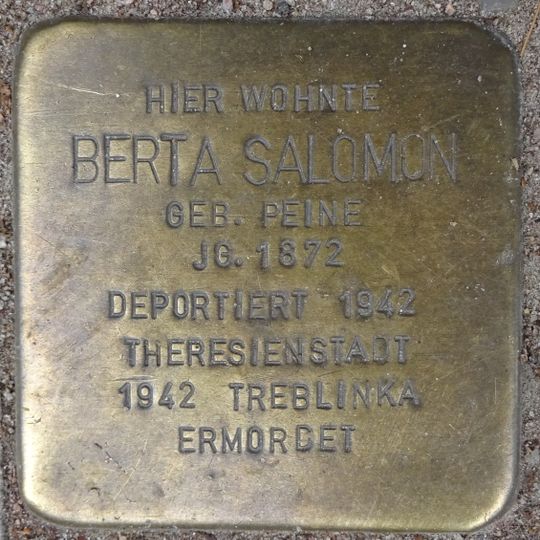 HIER WOHNTE
BERTA SALOMON
GEB. PEINE
JG. 1872
DEPORTIERT 1942
THERESIENSTADT
1942 TREBLINKA
ERMORDET